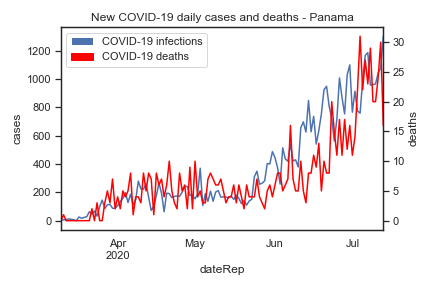 New COVID-19 daily cases and deaths - Panama
COVID-19 infections
COVID-19 deaths
1200
1000
800
600
400
200
0
cases
30
25
20
15
10
5
0
deaths
Apr
2020
May
Jun
Jul
dateRep